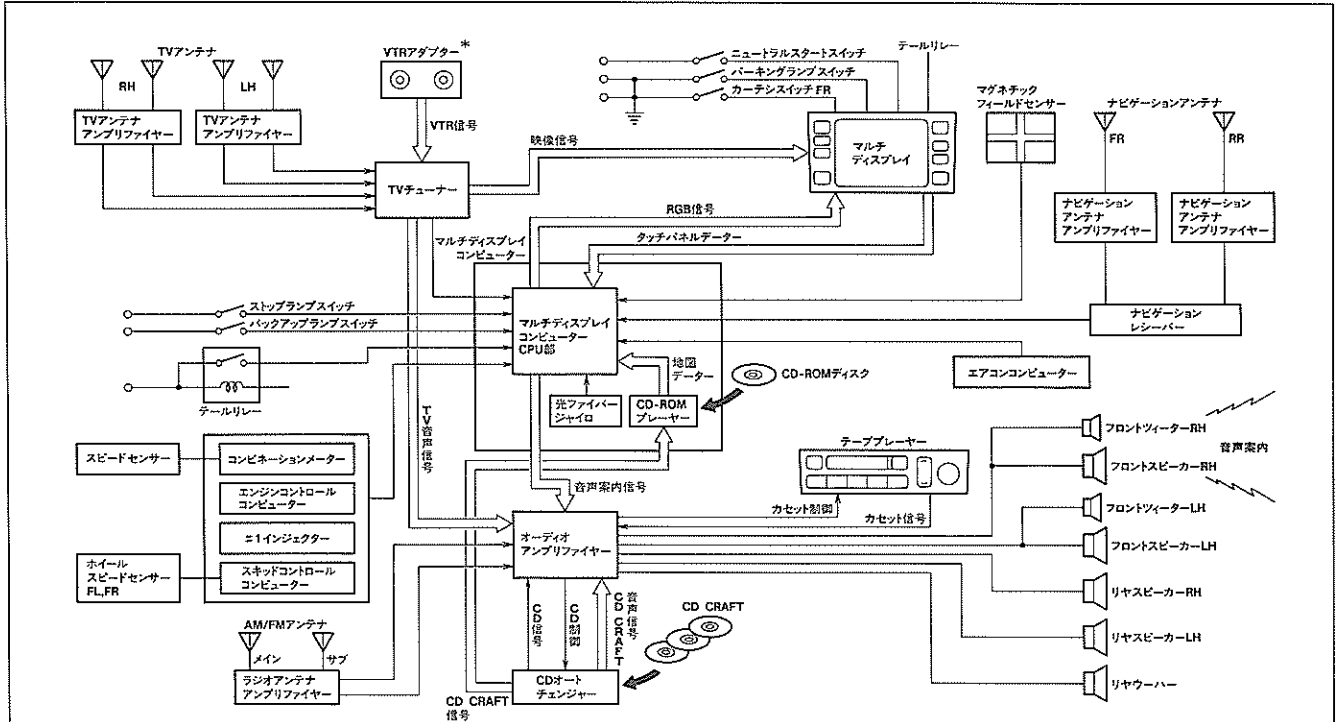 TVアンテナ
RH
LH
TVアンテナ
アンプリファイヤー
TVアンテナ
アンプリファイヤー
VTRアダプター*
VTR信号
TVチューナー
映像信号
ニュートラルスタートスイッチ
パーキングランプスイッチ
カーテシスイッチFR
テールリレー
マルチ
ディスプレイ
マグネチック
フィールドセンサー
ナビゲーションアンテナ
FR
RR
ナビゲーション
アンテナ
アンプリファイヤー
ナビゲーション
アンテナ
アンプリファイヤー
ナビゲーション
レシーバー
RGB信号
タッチパネルデーター
マルチディスプレイ
コンピューター
ストップランプスイッチ
バックアップランプスイッチ
テールリレー
マルチディスプレイ
コンピューター
CPU部
地図
データー
光ファイバー
ジャイロ
CD-ROM
プレーヤー
CD-ROMディスク
エアコンコンピューター
TV音声信号
音声案内信号
スピードセンサー
コンビネーションメーター
エンジンコントロール
コンピューター
#1インジェクター
スキッドコントロール
コンピューター
ホイール
スピードセンサー
FL,FR
テーププレーヤー
カセット制御
カセット信号
オーディオ
アンプリファイヤー
フロントツィーターRH
フロントスピーカーRH
音声案内
フロントツィーターLH
フロントスピーカーLH
リヤスピーカーRH
リヤスピーカーLH
リヤウーハー
AM/FMアンテナ
メイン
サブ
ラジオアンテナ
アンプリファイヤー
CD信号
CD制御
CD CRAFT
音声信号
CD CRAFT
CDオート
チェンジャー
CD CRAFT
信号